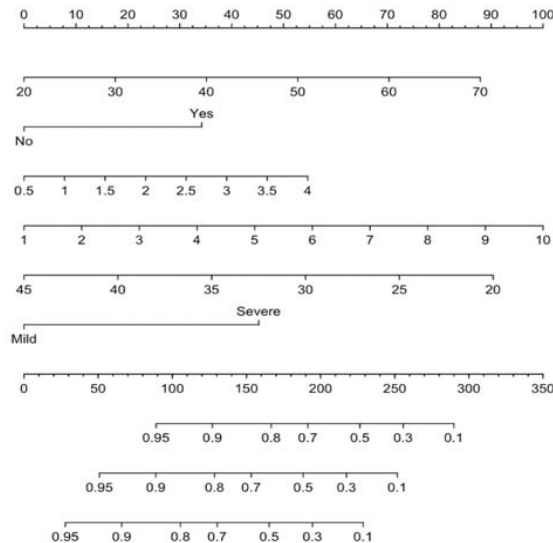 0 10 20 30 40 50 60 70 80 90 100
20 30 40 50 60 70
Yes
No
0.5 1 1.5 2 2.5 3 3.5 4
1 2 3 4 5 6 7 8 9 10
45 40 35 30 25 20
Severe
Mild
0 50 100 150 200 250 300 350
0.95 0.9 0.8 0.7 0.5 0.3 0.1
0.95 0.9 0.8 0.7 0.5 0.3 0.1
0.95 0.9 0.8 0.7 0.5 0.3 0.1